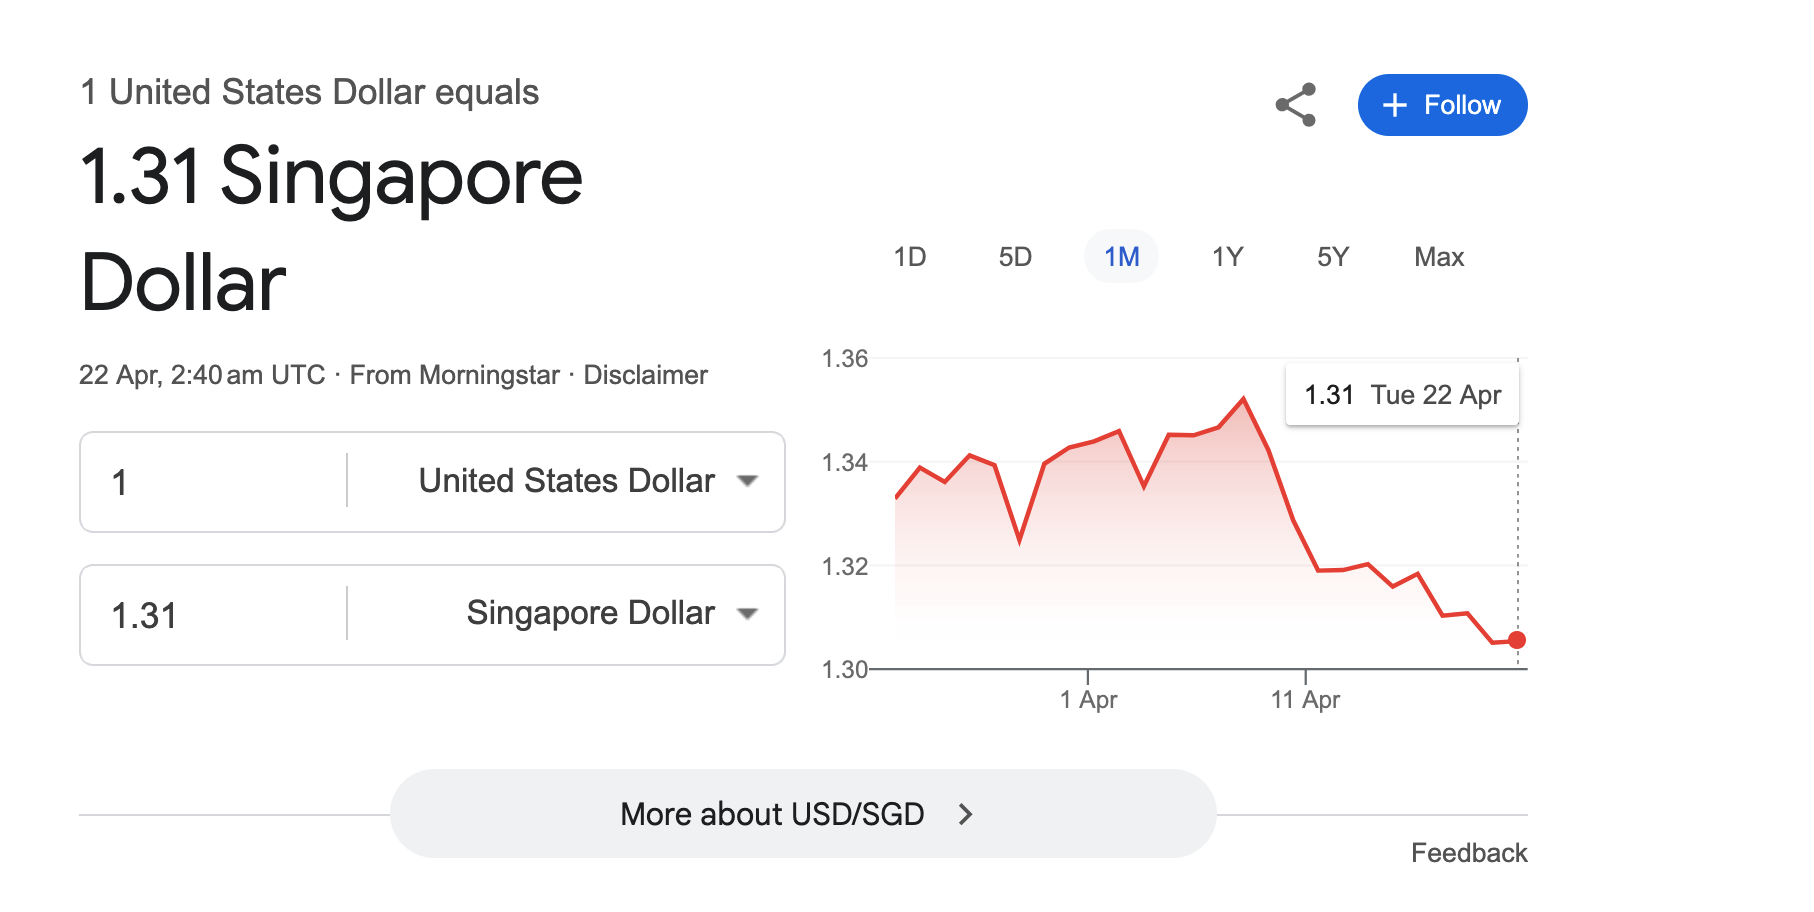 1 United States Dollar equals
1.31 Singapore
Dollar
22 Apr, 2:40 am UTC · From Morningstar · Disclaimer
1 United States Dollar
1.31 Singapore Dollar
+ Follow
1D 5D 1M 1Y 5Y Max
1.36
1.34
1.32
1.30
1.31 Tue 22 Apr
1 Apr 11 Apr
More about USD/SGD
Feedback